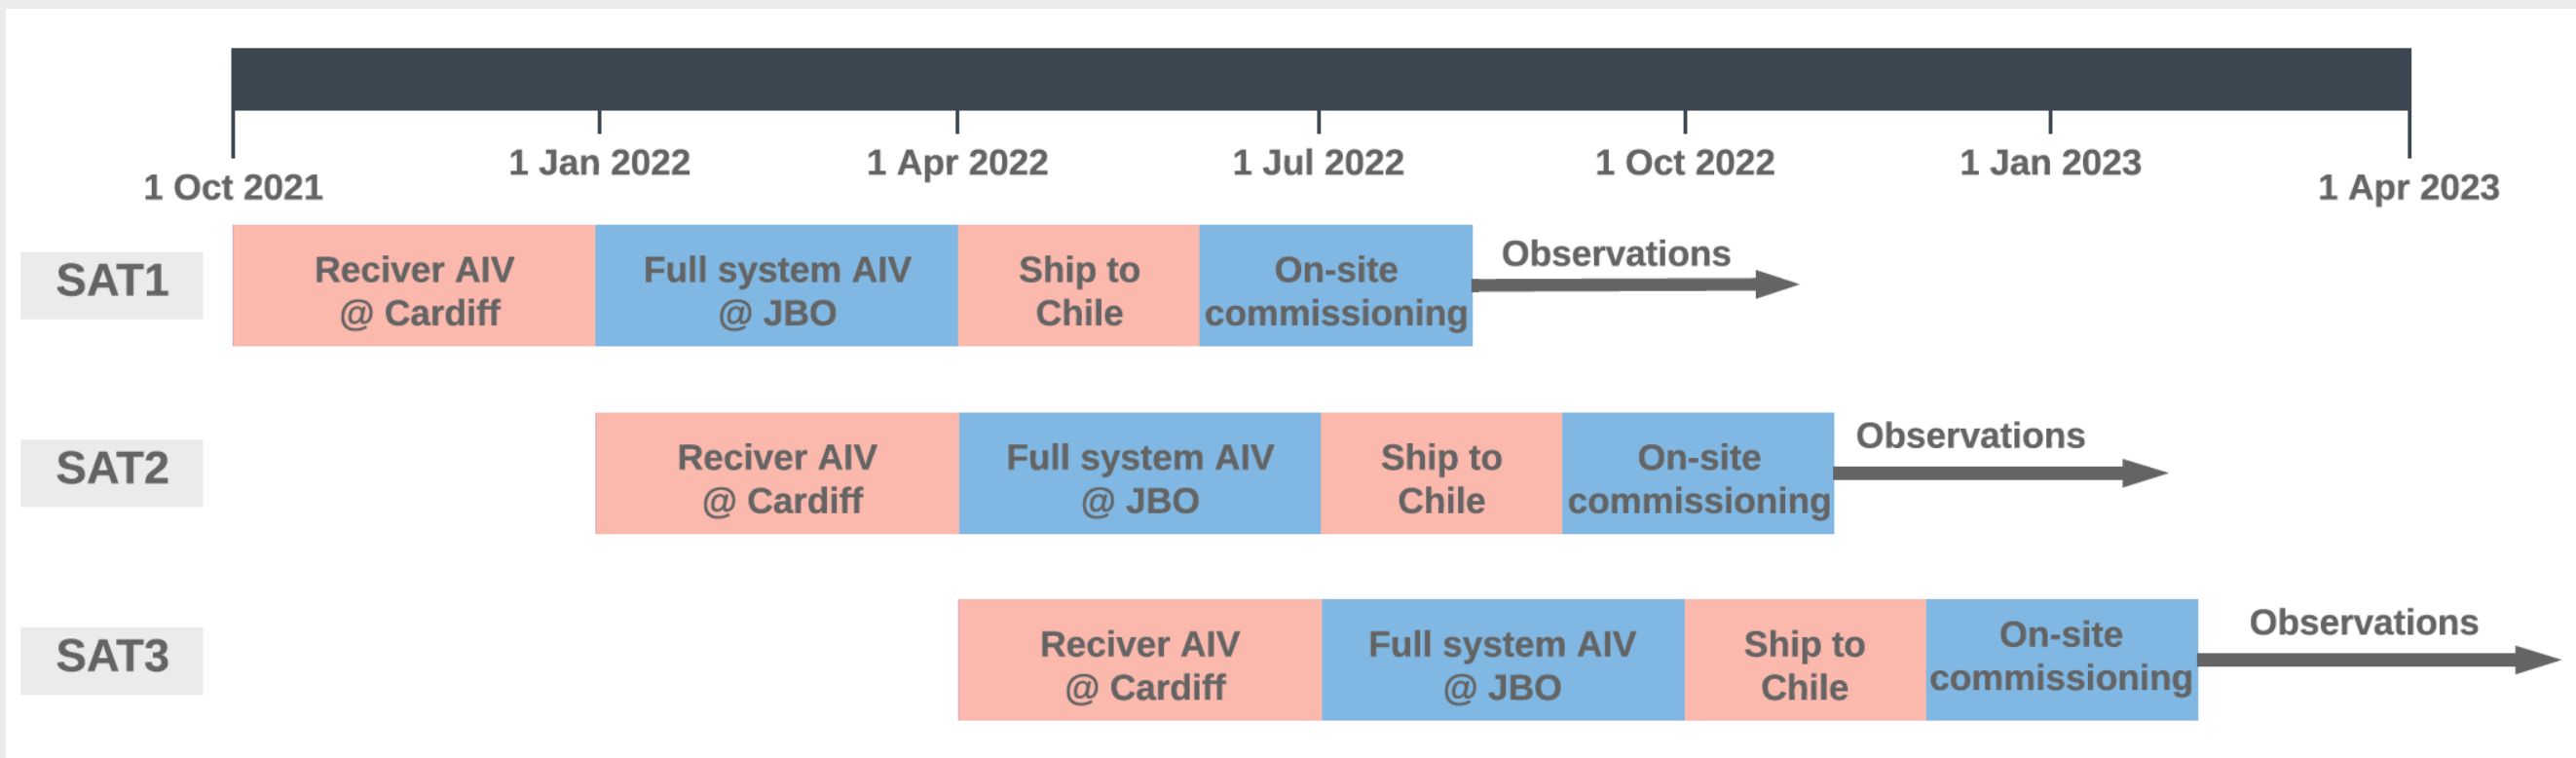 1 Oct 2021
1 Jan 2022
1 Apr 2022
1 Jul 2022
1 Oct 2022
1 Jan 2023
1 Apr 2023
SAT1
Reciver AIV
@ Cardiff
Full system AIV
@ JBO
Ship to
Chile
On-site
commissioning
Observations
SAT2
Reciver AIV
@ Cardiff
Full system AIV
@ JBO
Ship to
Chile
On-site
commissioning
Observations
SAT3
Reciver AIV
@ Cardiff
Full system AIV
@ JBO
Ship to
Chile
On-site
commissioning
Observations